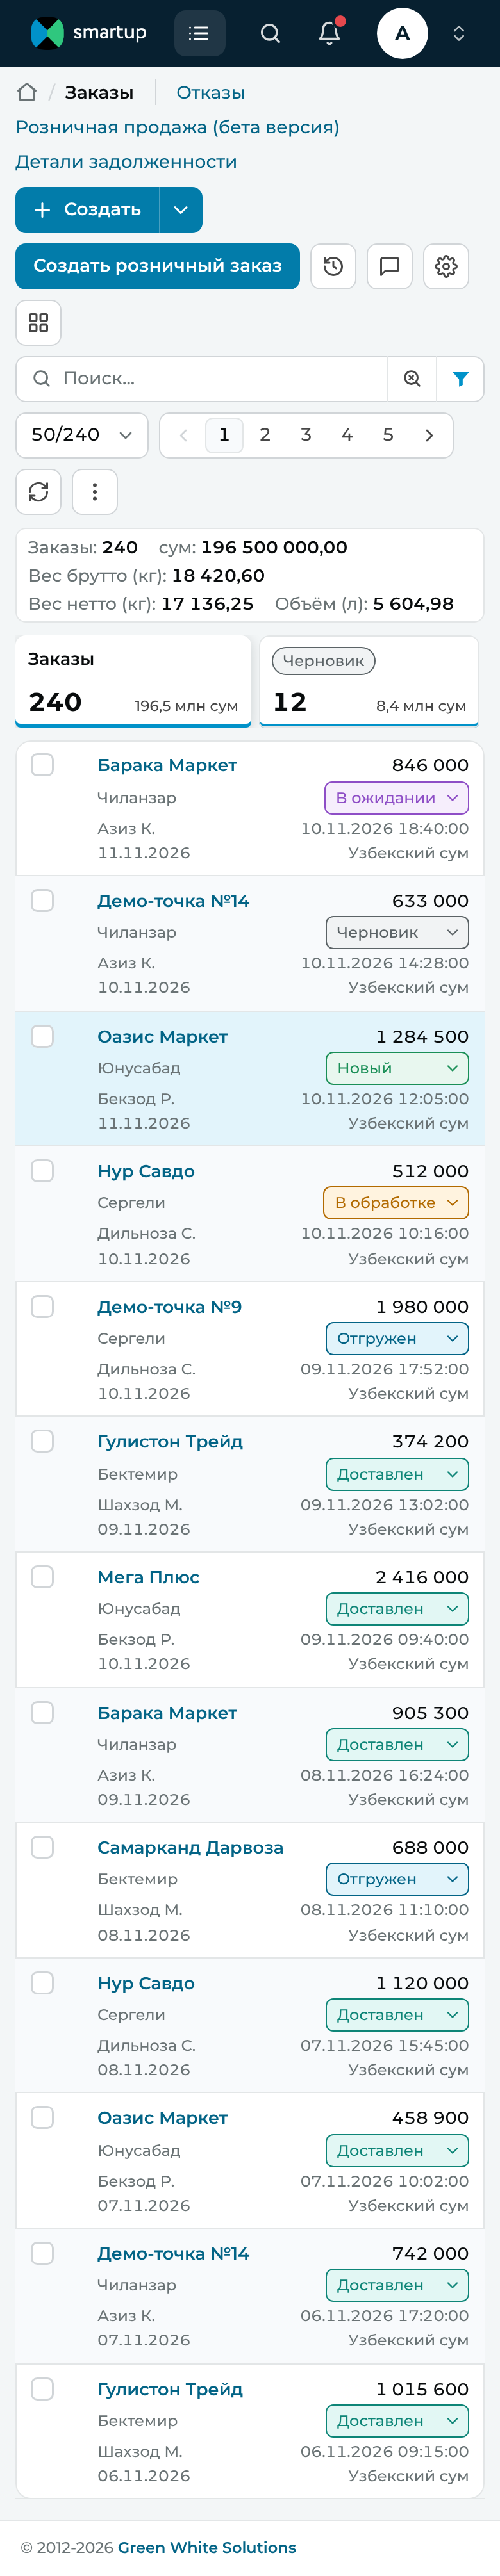 smartup
A
Заказы
Отказы
Розничная продажа (бета версия)
Детали задолженности
Создать
Создать розничный заказ
Поиск...
50/240
1 2 3 4 5
Заказы: 240 сум: 196 500 000,00
Вес брутто (кг): 18 420,60
Вес нетто (кг): 17 136,25 Объём (л): 5 604,98
Заказы
240 196,5 млн сум
Черновик
12 8,4 млн сум
Барака Маркет 846 000
Чиланзар В ожидании
Азиз К. 10.11.2026 18:40:00
11.11.2026 Узбекский сум
Демо-точка №14 633 000
Чиланзар Черновик
Азиз К. 10.11.2026 14:28:00
10.11.2026 Узбекский сум
Оазис Маркет 1 284 500
Юнусабад Новый
Бекзод Р. 10.11.2026 12:05:00
11.11.2026 Узбекский сум
Нур Савдо 512 000
Сергели В обработке
Дильноза С. 10.11.2026 10:16:00
10.11.2026 Узбекский сум
Демо-точка №9 1 980 000
Сергели Отгружен
Дильноза С. 09.11.2026 17:52:00
10.11.2026 Узбекский сум
Гулистон Трейд 374 200
Бектемир Доставлен
Шахзод М. 09.11.2026 13:02:00
09.11.2026 Узбекский сум
Мега Плюс 2 416 000
Юнусабад Доставлен
Бекзод Р. 09.11.2026 09:40:00
10.11.2026 Узбекский сум
Барака Маркет 905 300
Чиланзар Доставлен
Азиз К. 08.11.2026 16:24:00
09.11.2026 Узбекский сум
Самарканд Дарвоза 688 000
Бектемир Отгружен
Шахзод М. 08.11.2026 11:10:00
08.11.2026 Узбекский сум
Нур Савдо 1 120 000
Сергели Доставлен
Дильноза С. 07.11.2026 15:45:00
08.11.2026 Узбекский сум
Оазис Маркет 458 900
Юнусабад Доставлен
Бекзод Р. 07.11.2026 10:02:00
07.11.2026 Узбекский сум
Демо-точка №14 742 000
Чиланзар Доставлен
Азиз К. 06.11.2026 17:20:00
07.11.2026 Узбекский сум
Гулистон Трейд 1 015 600
Бектемир Доставлен
Шахзод М. 06.11.2026 09:15:00
06.11.2026 Узбекский сум
© 2012-2026 Green White Solutions